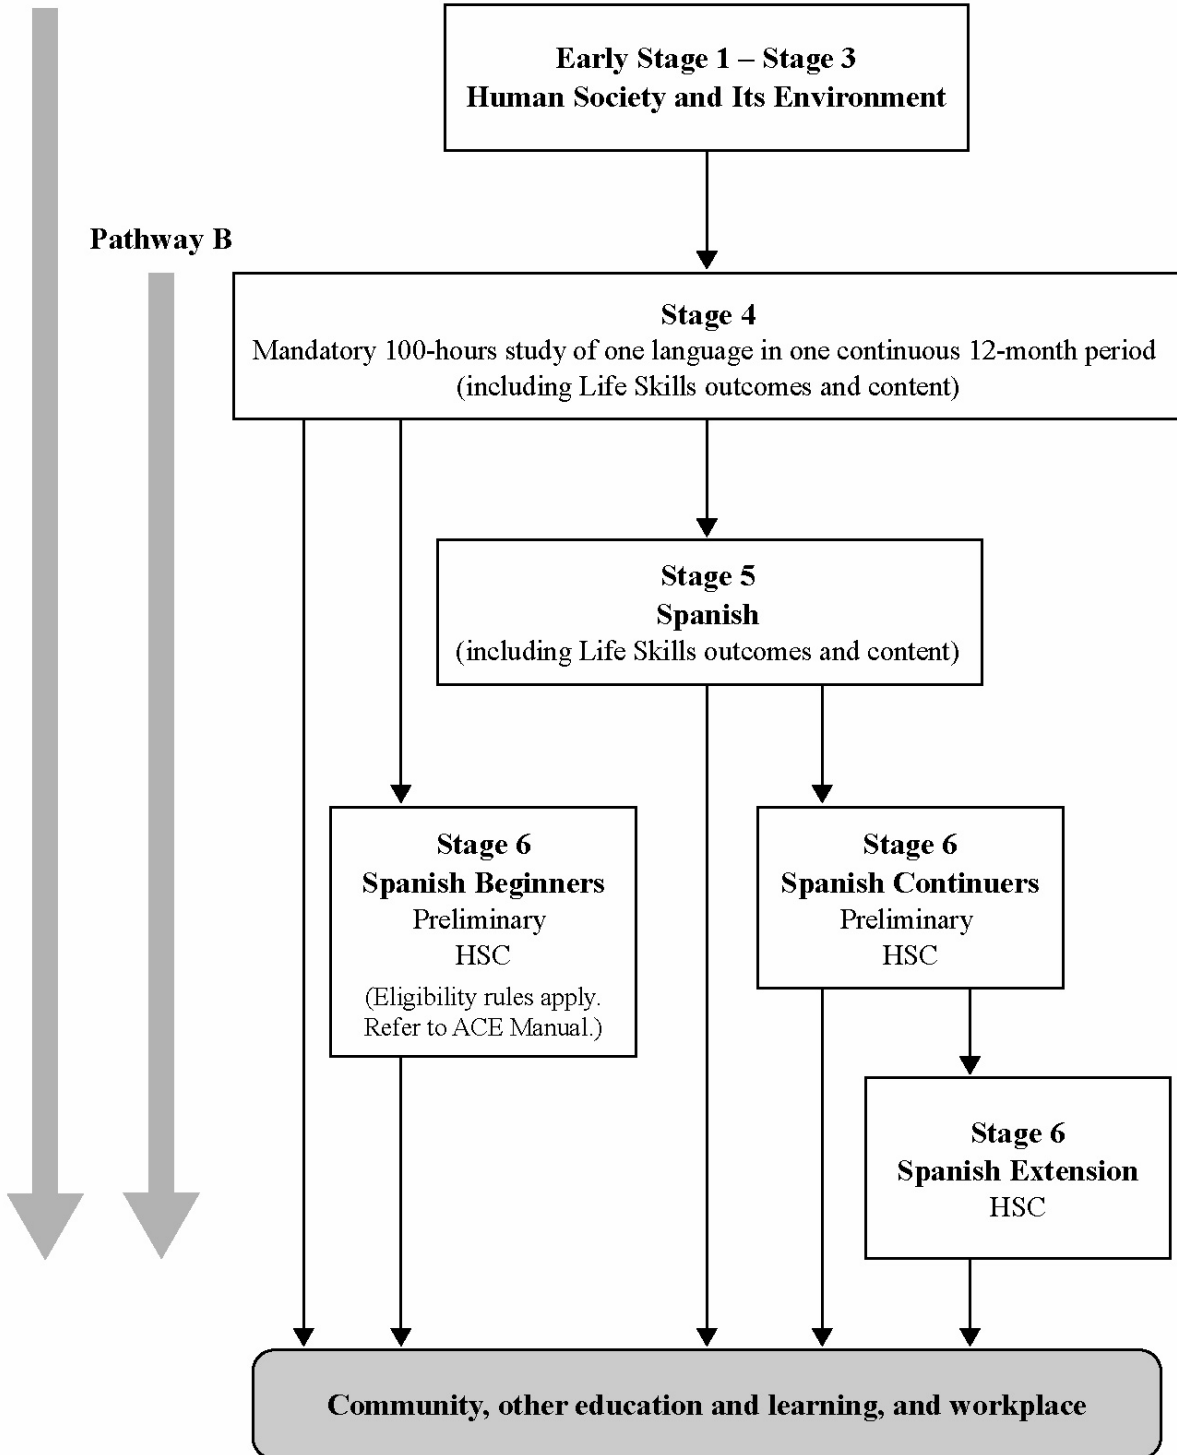 Early Stage 1 – Stage 3
Human Society and Its Environment
Pathway B
Stage 4
Mandatory 100-hours study of one language in one continuous 12-month period
(including Life Skills outcomes and content)
Stage 5
Spanish
(including Life Skills outcomes and content)
Stage 6
Spanish Beginners
Preliminary
HSC
(Eligibility rules apply.
Refer to ACE Manual.)
Stage 6
Spanish Continuers
Preliminary
HSC
Stage 6
Spanish Extension
HSC
Community, other education and learning, and workplace